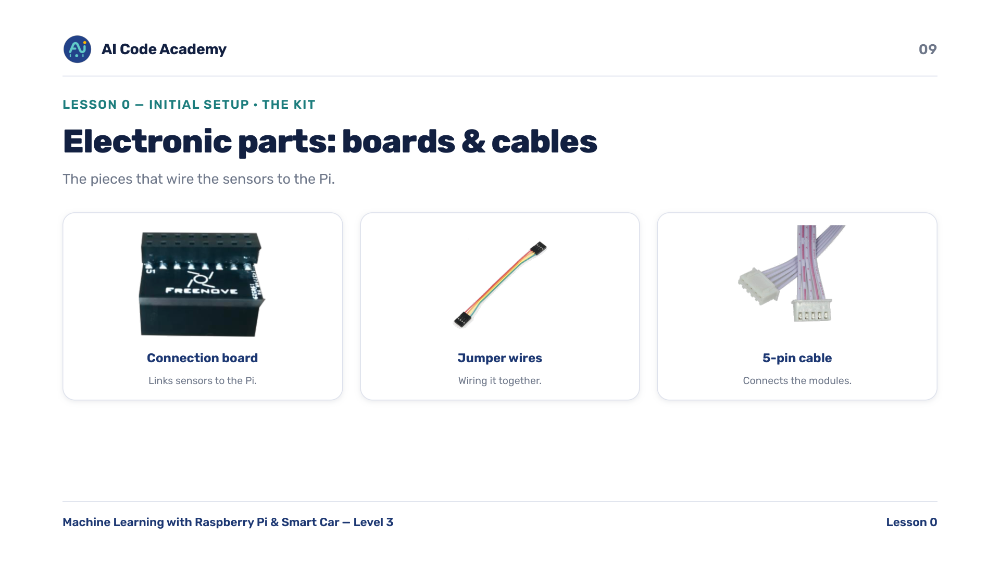 AI Code Academy
09
LESSON 0 — INITIAL SETUP • THE KIT
Electronic parts: boards & cables
The pieces that wire the sensors to the Pi.
C1
FREENOVE
Connection board
Links sensors to the Pi.
Jumper wires
Wiring it together.
5-pin cable
Connects the modules.
Machine Learning with Raspberry Pi & Smart Car — Level 3
Lesson 0